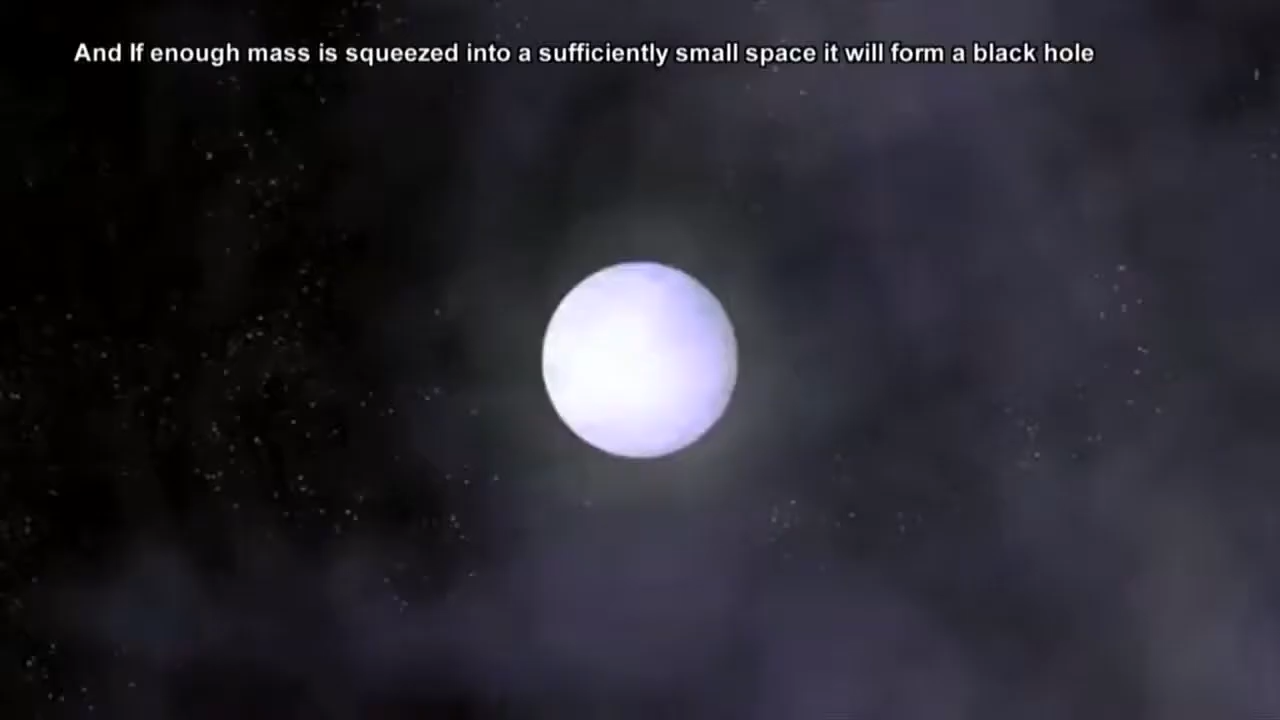 And If enough mass is squeezed into a sufficiently small space it will form a black hole